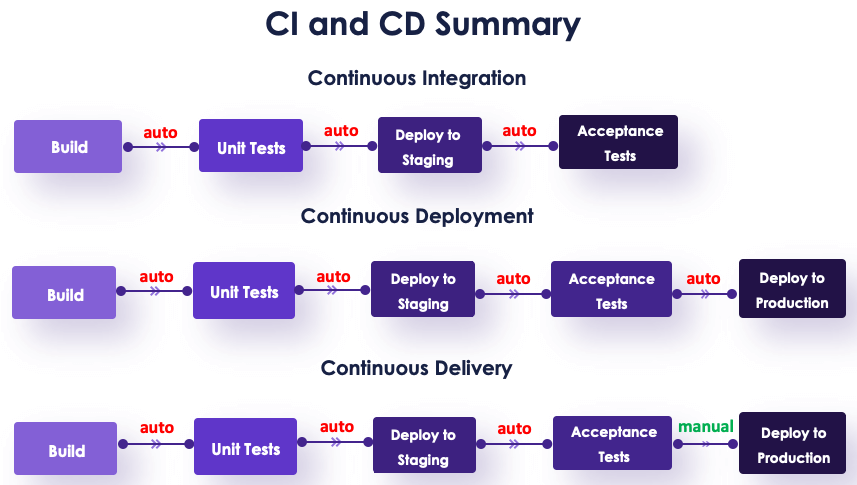 CI and CD Summary
Continuous Integration
Build
auto
Unit Tests
auto
Deploy to
Staging
auto
Acceptance
Tests
Continuous Deployment
Build
auto
Unit Tests
auto
Deploy to
Staging
auto
Acceptance
Tests
auto
Deploy to
Production
Continuous Delivery
Build
auto
Unit Tests
auto
Deploy to
Staging
auto
Acceptance
Tests
manual
Deploy to
Production